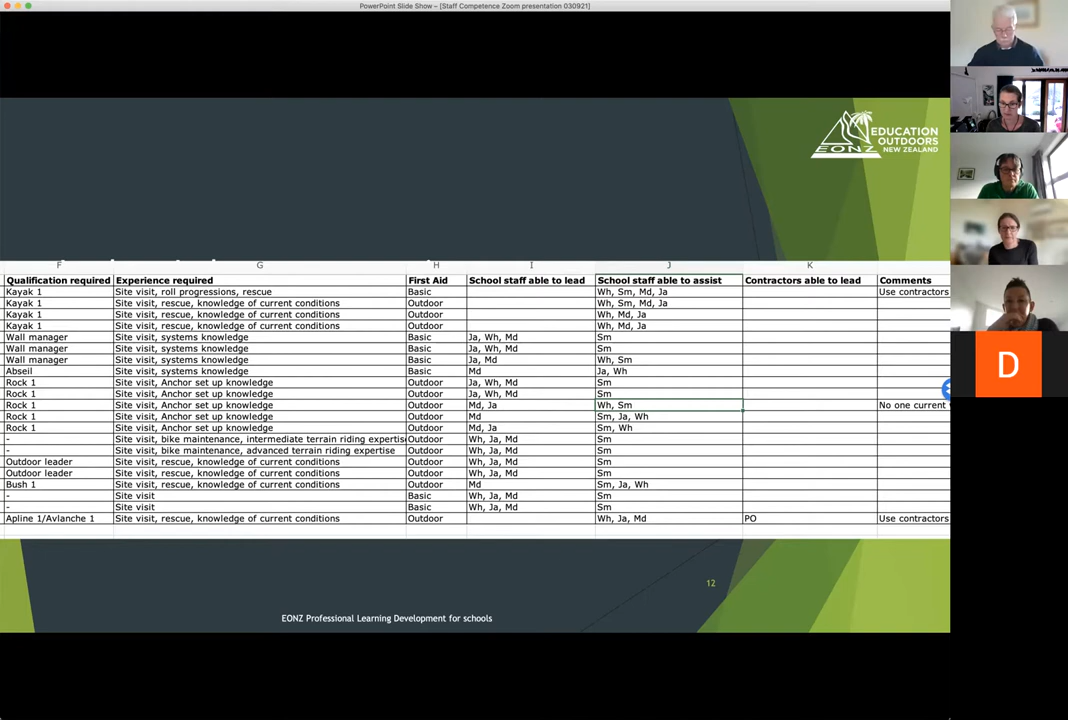 PowerPoint Slide Show – [Staff Competence Zoom presentation 030921]
EDUCATION
OUTDOORS
NEW ZEALAND
EONZ
F G H I J K
Qualification required Experience required First Aid School staff able to lead School staff able to assist Contractors able to lead Comments
Kayak 1 Site visit, roll progressions, rescue Basic Wh, Sm, Md, Ja Use contractors
Kayak 1 Site visit, rescue, knowledge of current conditions Outdoor Wh, Sm, Md, Ja
Kayak 1 Site visit, rescue, knowledge of current conditions Outdoor Wh, Md, Ja
Kayak 1 Site visit, rescue, knowledge of current conditions Outdoor Wh, Md, Ja
Wall manager Site visit, systems knowledge Basic Ja, Wh, Md Sm
Wall manager Site visit, systems knowledge Basic Ja, Wh, Md Sm
Wall manager Site visit, systems knowledge Basic Ja, Md Wh, Sm
Abseil Site visit, systems knowledge Basic Md Ja, Wh
Rock 1 Site visit, Anchor set up knowledge Outdoor Ja, Wh, Md Sm
Rock 1 Site visit, Anchor set up knowledge Outdoor Ja, Wh, Md Sm
Rock 1 Site visit, Anchor set up knowledge Outdoor Md, Ja Wh, Sm No one current
Rock 1 Site visit, Anchor set up knowledge Outdoor Md Sm, Ja, Wh
Rock 1 Site visit, Anchor set up knowledge Outdoor Md, Ja Sm, Wh
- Site visit, bike maintenance, intermediate terrain riding expertis Outdoor Wh, Ja, Md Sm
- Site visit, bike maintenance, advanced terrain riding expertise Outdoor Wh, Ja, Md Sm
Outdoor leader Site visit, rescue, knowledge of current conditions Outdoor Wh, Ja, Md Sm
Outdoor leader Site visit, rescue, knowledge of current conditions Outdoor Wh, Ja, Md Sm
Bush 1 Site visit, rescue, knowledge of current conditions Outdoor Md Sm, Ja, Wh
- Site visit Basic Wh, Ja, Md Sm
- Site visit Basic Wh, Ja, Md Sm
Apline 1/Avlanche 1 Site visit, rescue, knowledge of current conditions Outdoor Wh, Ja, Md PO Use contractors
12
EONZ Professional Learning Development for schools
D